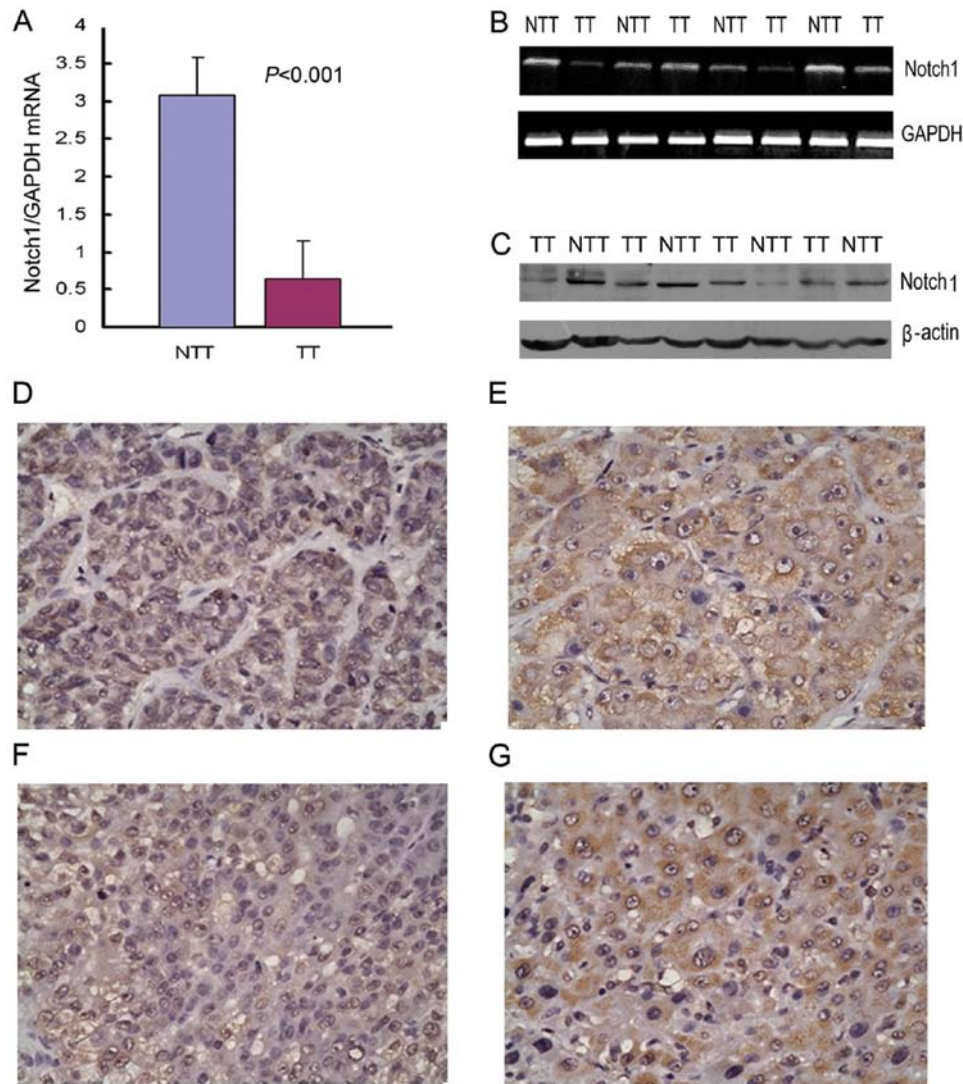 A
4
3.5
3
2.5
2
1.5
1
0.5
0
Notch1/GAPDH mRNA
P<0.001
NTT TT
B
NTT TT NTT TT NTT TT NTT TT
Notch1
GAPDH
C
TT NTT TT NTT TT NTT TT NTT
Notch1
β-actin
D
E
F
G